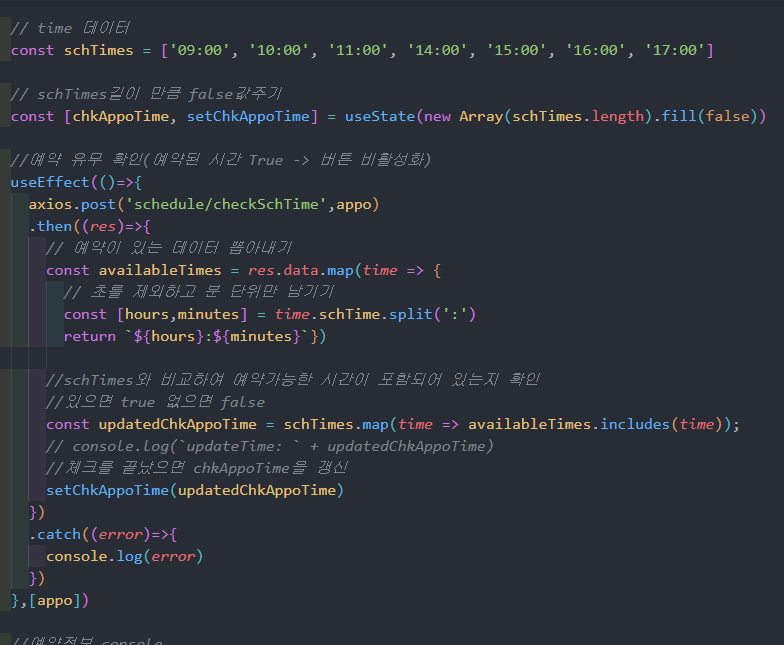 // time 데이터
const schTimes = ['09:00', '10:00', '11:00', '14:00', '15:00', '16:00', '17:00']
// schTimes길이 만큼 false값주기
const [chkAppoTime, setChkAppoTime] = useState(new Array(schTimes.length).fill(false))
//예약 유무 확인(예약된 시간 True -> 버튼 비활성화)
useEffect(()=>{
axios.post('schedule/checkSchTime',appo)
.then((res)=>{
// 예약이 있는 데이터 뽑아내기
const availableTimes = res.data.map(time => {
// 초를 제외하고 분 단위만 남기기
const [hours,minutes] = time.schTime.split(':')
return `${hours}:${minutes}`})
//schTimes와 비교하여 예약가능한 시간이 포함되어 있는지 확인
//있으면 true 없으면 false
const updatedChkAppoTime = schTimes.map(time => availableTimes.includes(time));
// console.log(`updateTime: ` + updatedChkAppoTime)
//체크를 끝났으면 chkAppoTime을 갱신
setChkAppoTime(updatedChkAppoTime)
})
.catch((error)=>{
console.log(error)
})
},[appo])
//예약정보 console